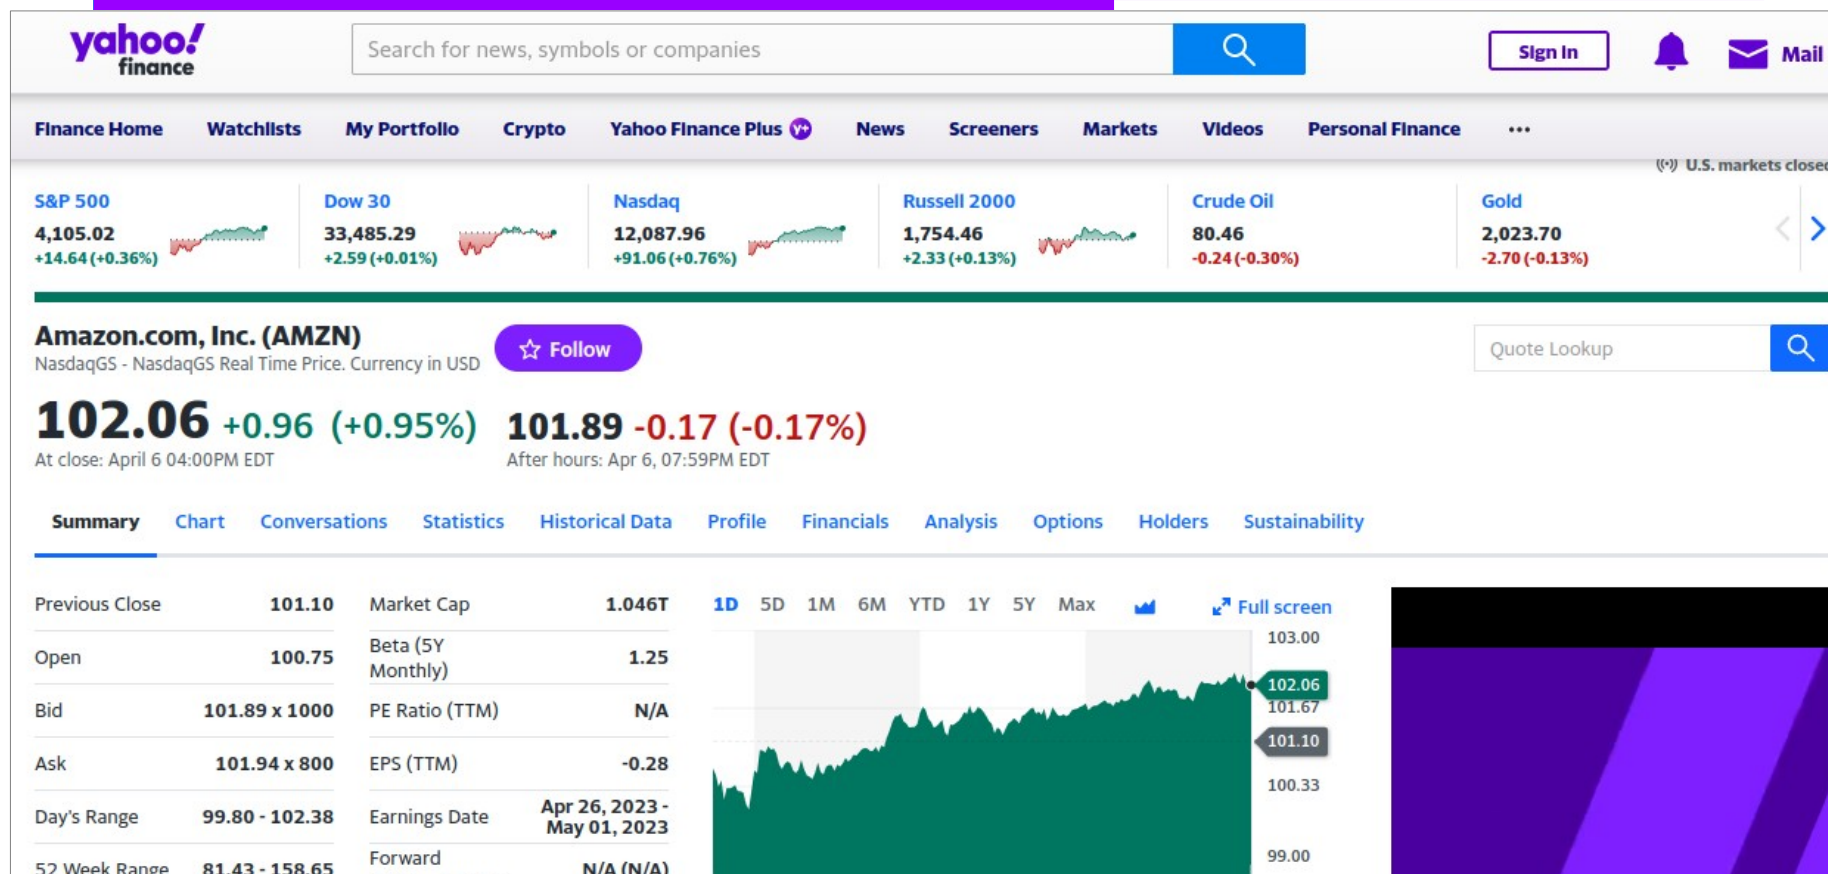 yahoo!
finance
Search for news, symbols or companies
Sign in
Mail
Finance Home Watchlists My Portfolio Crypto Yahoo Finance Plus News Screeners Markets Videos Personal Finance ...
U.S. markets closed
S&P 500
4,105.02
+14.64 (+0.36%)
Dow 30
33,485.29
+2.59 (+0.01%)
Nasdaq
12,087.96
+91.06 (+0.76%)
Russell 2000
1,754.46
+2.33 (+0.13%)
Crude Oil
80.46
-0.24 (-0.30%)
Gold
2,023.70
-2.70 (-0.13%)
Amazon.com, Inc. (AMZN)
NasdaqGS - NasdaqGS Real Time Price. Currency in USD
Follow
Quote Lookup
102.06 +0.96 (+0.95%)
At close: April 6 04:00PM EDT
101.89 -0.17 (-0.17%)
After hours: Apr 6, 07:59PM EDT
Summary Chart Conversations Statistics Historical Data Profile Financials Analysis Options Holders Sustainability
Previous Close 101.10
Open 100.75
Bid 101.89 x 1000
Ask 101.94 x 800
Day's Range 99.80 - 102.38
52 Week Range 81.43 - 158.65
Market Cap 1.046T
Beta (5Y
Monthly) 1.25
PE Ratio (TTM) N/A
EPS (TTM) -0.28
Earnings Date Apr 26, 2023 -
May 01, 2023
Forward
N/A (N/A)
1D 5D 1M 6M YTD 1Y 5Y Max
Full screen
103.00
102.06
101.67
101.10
100.33
99.00